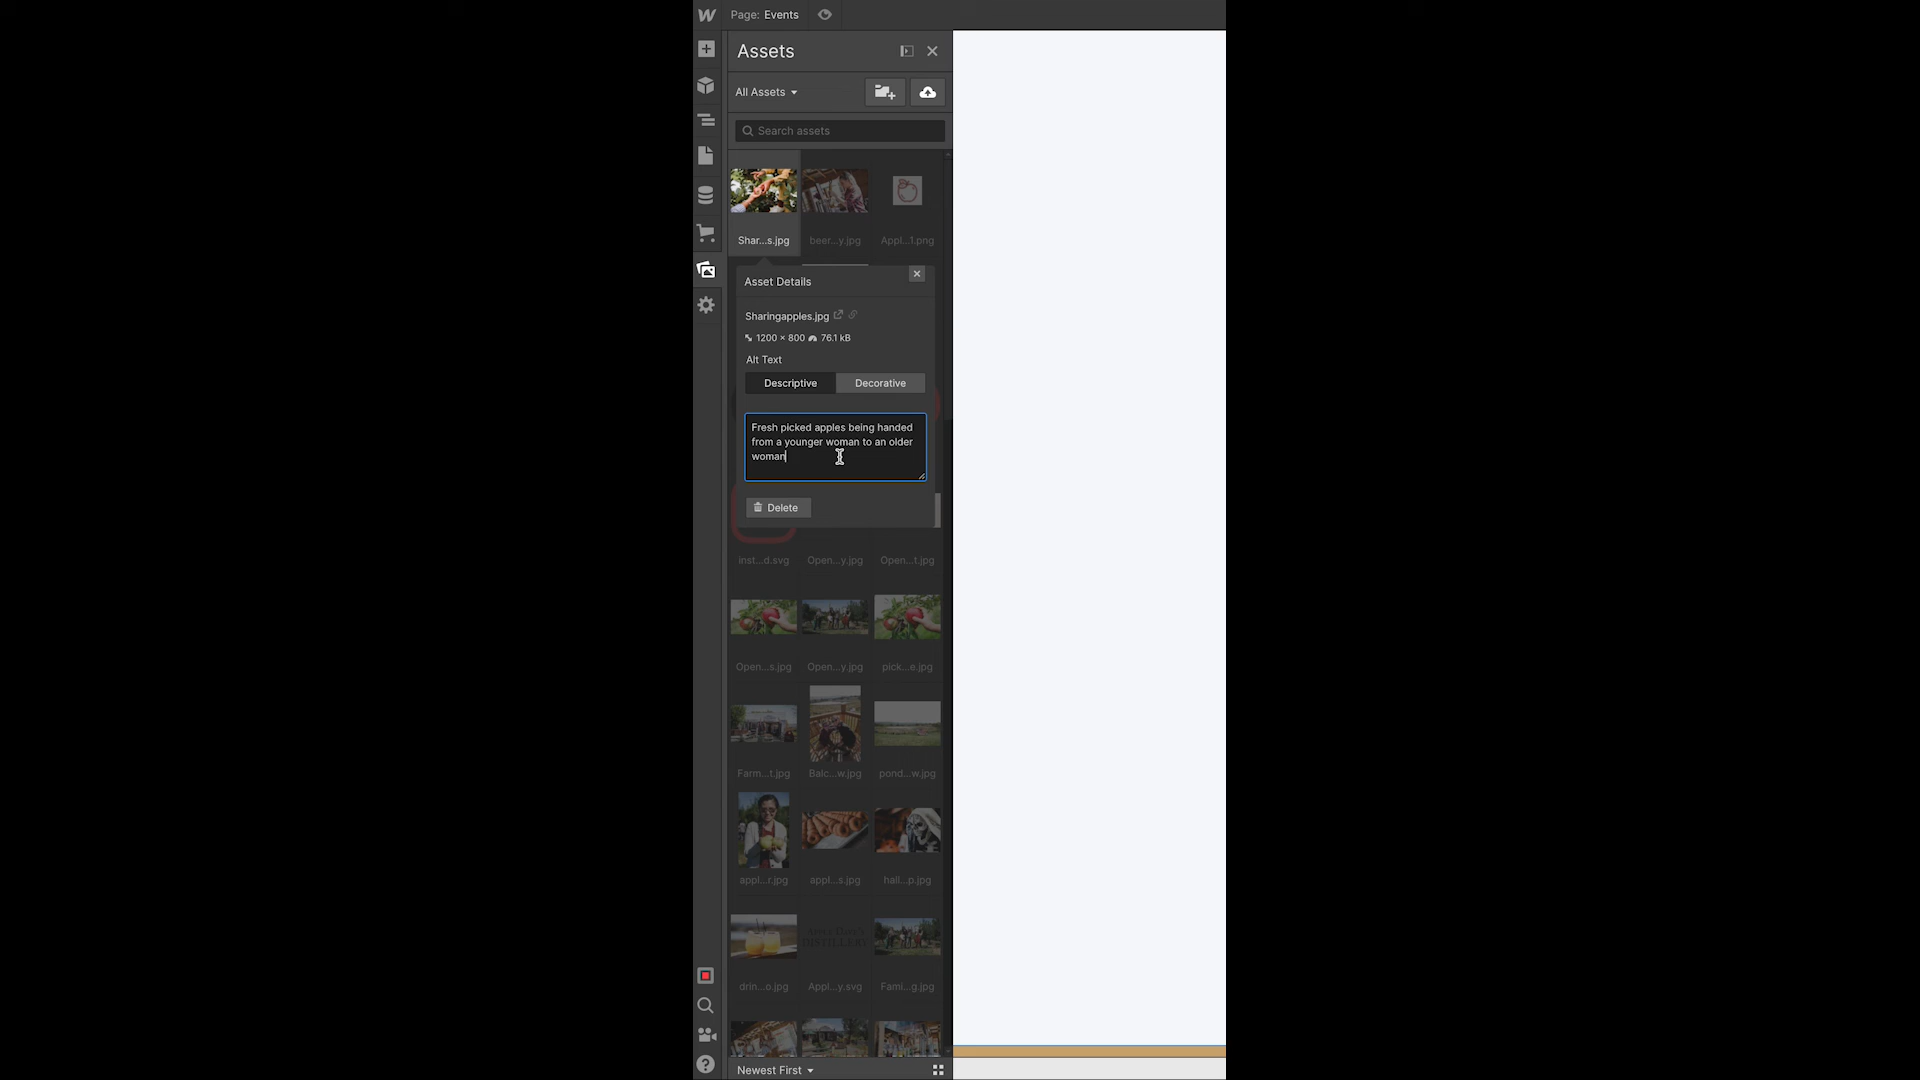 Page: Events
Assets
All Assets
Search assets
Shar...s.jpg
beer...y.jpg
Appl...1.png
Asset Details
Sharingapples.jpg
1200 × 800
76.1 kB
Alt Text
Descriptive
Decorative
Fresh picked apples being handed
from a younger woman to an older
woman
Delete
inst...d.svg
Open...y.jpg
Open...t.jpg
Open...s.jpg
Open...y.jpg
pick...e.jpg
Farm...t.jpg
Balc...w.jpg
pond...w.jpg
appl...r.jpg
appl...s.jpg
hall...p.jpg
DISTILLERY
drin...o.jpg
Appl...y.svg
Fami...g.jpg
Newest First